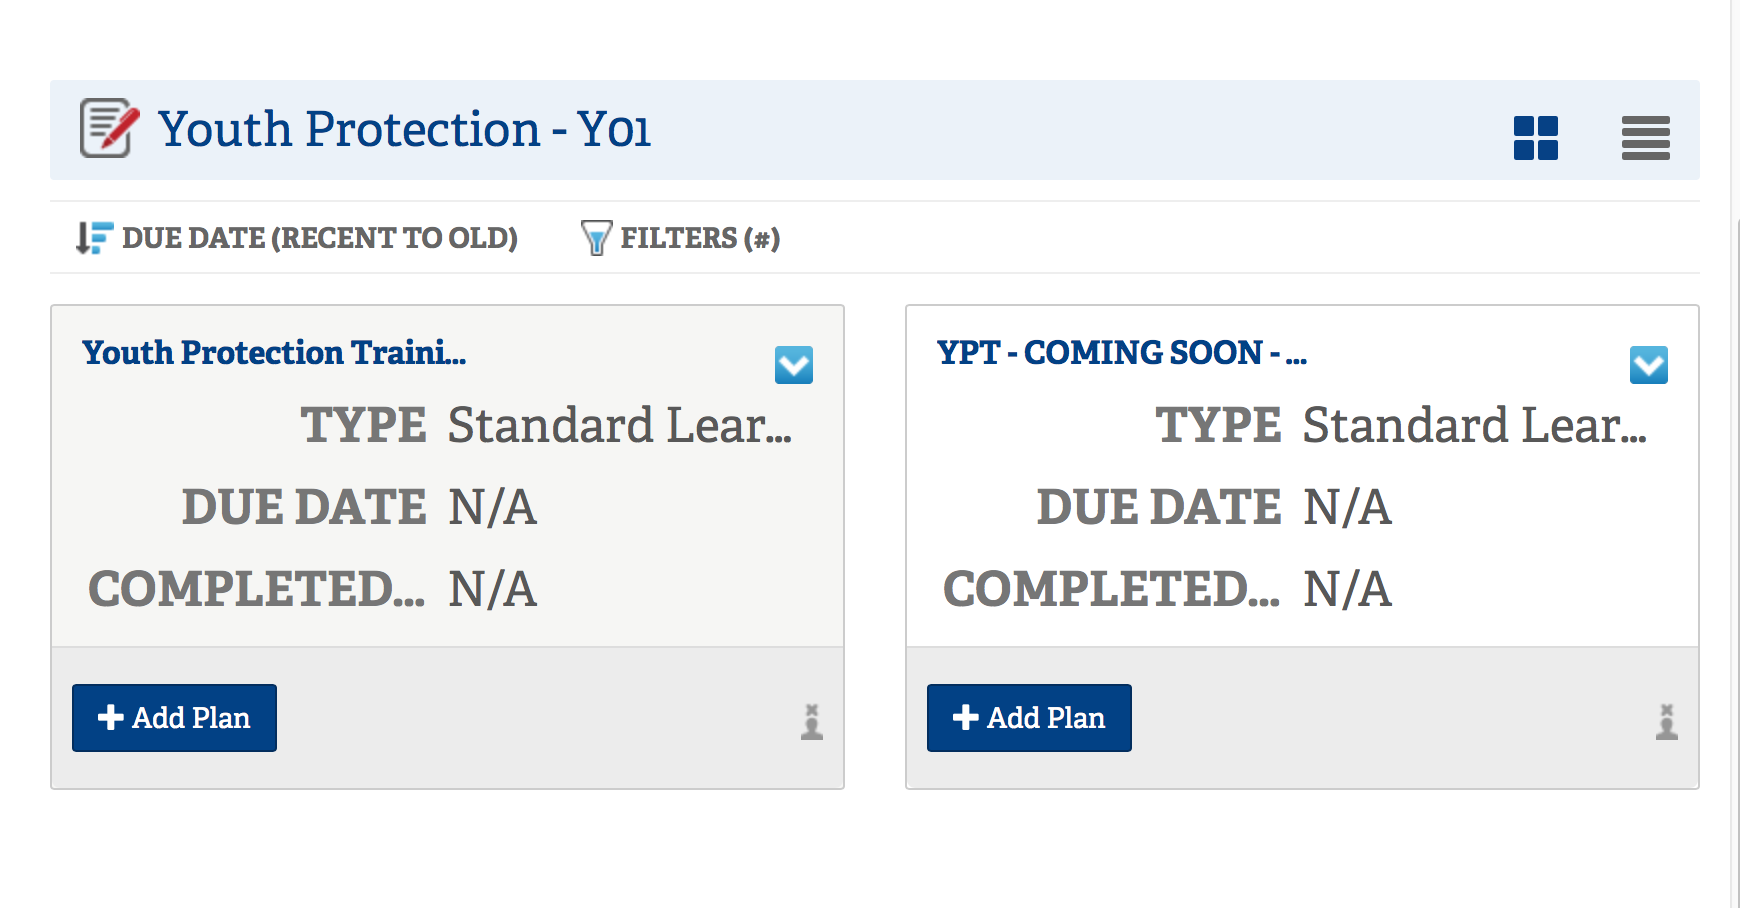 Youth Protection - Y01
DUE DATE (RECENT TO OLD) FILTERS (#)
Youth Protection Traini...
TYPE Standard Lear...
DUE DATE N/A
COMPLETED... N/A
+ Add Plan
YPT - COMING SOON - ...
TYPE Standard Lear...
DUE DATE N/A
COMPLETED... N/A
+ Add Plan